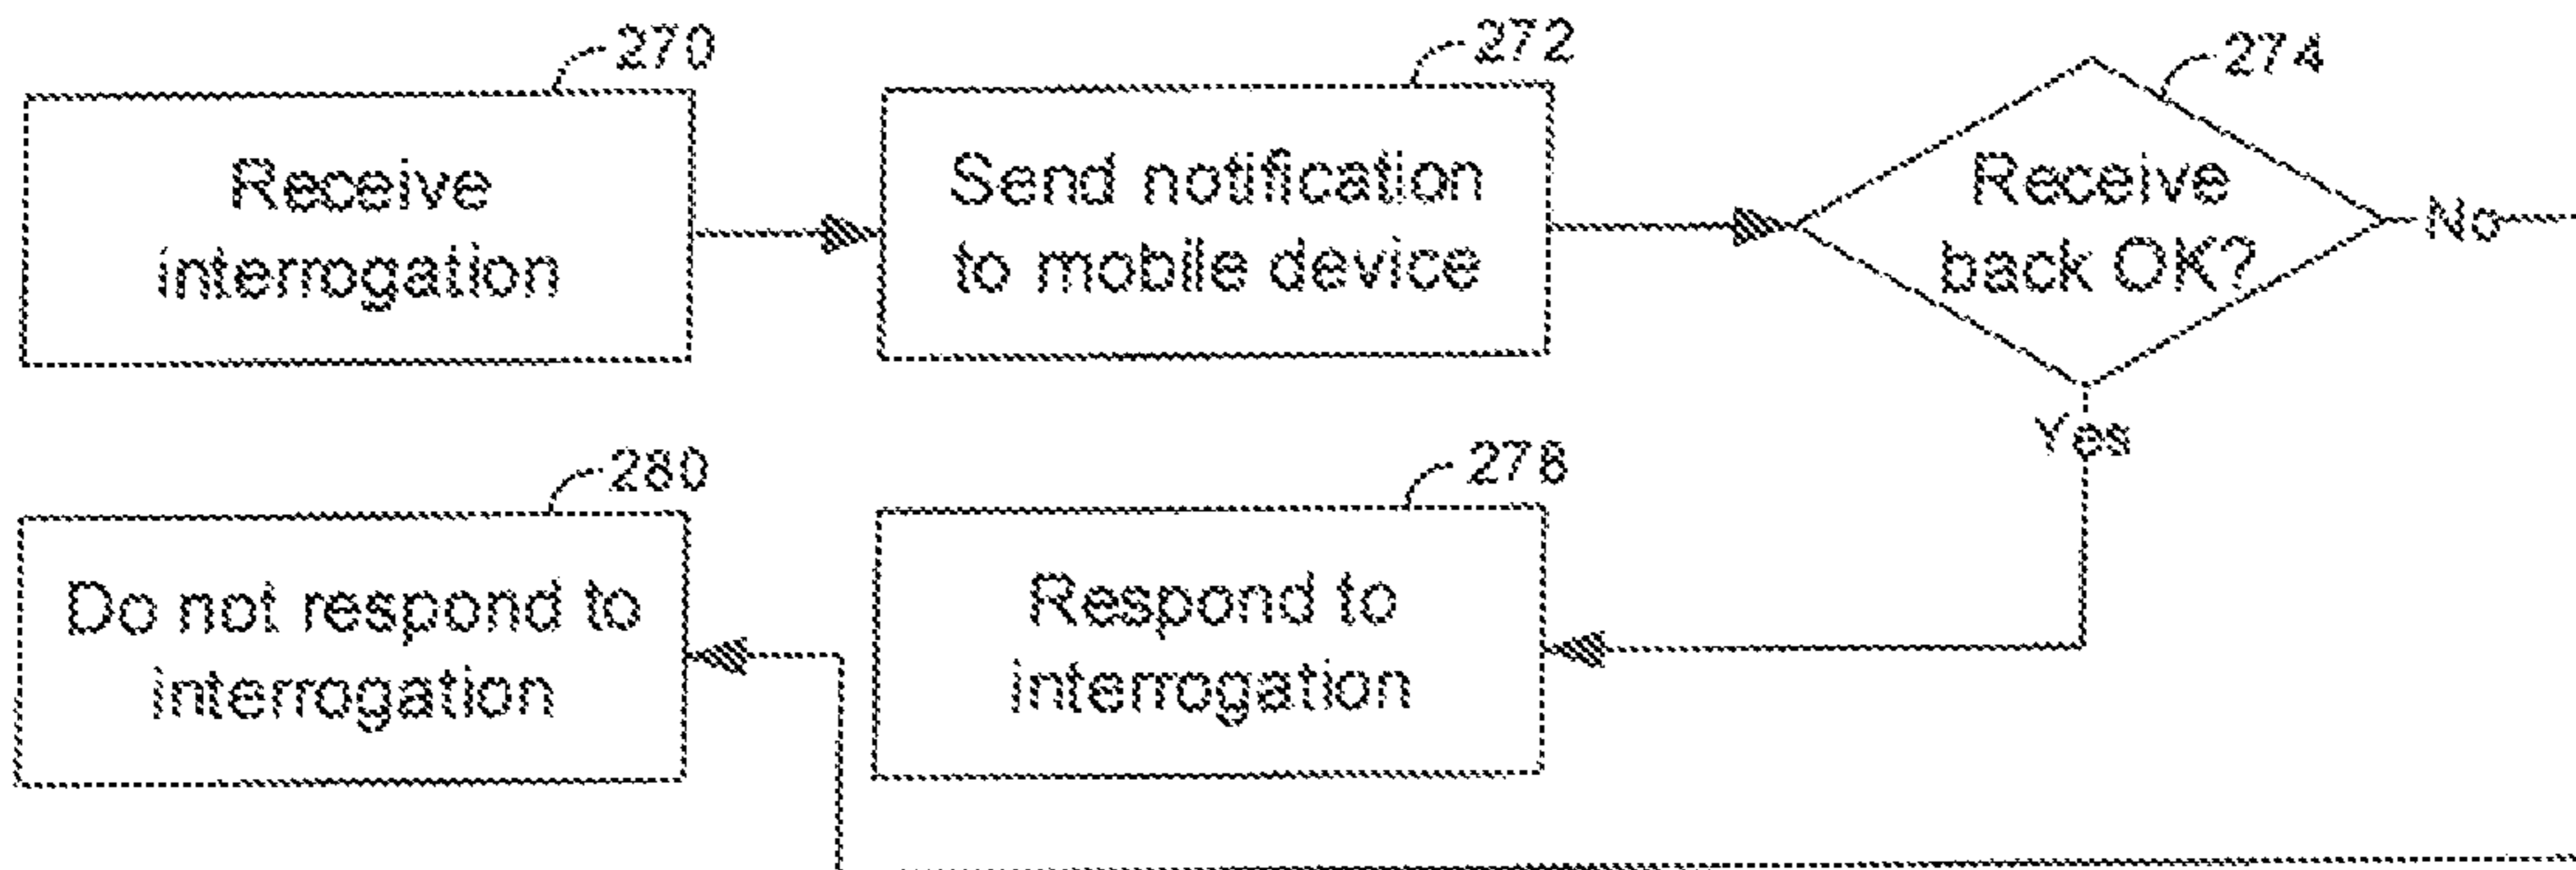 270
Receive
interrogation
272
Send notification
to mobile device
274
Receive
back OK?
No
Yes
280
Do not respond to
interrogation
278
Respond to
interrogation